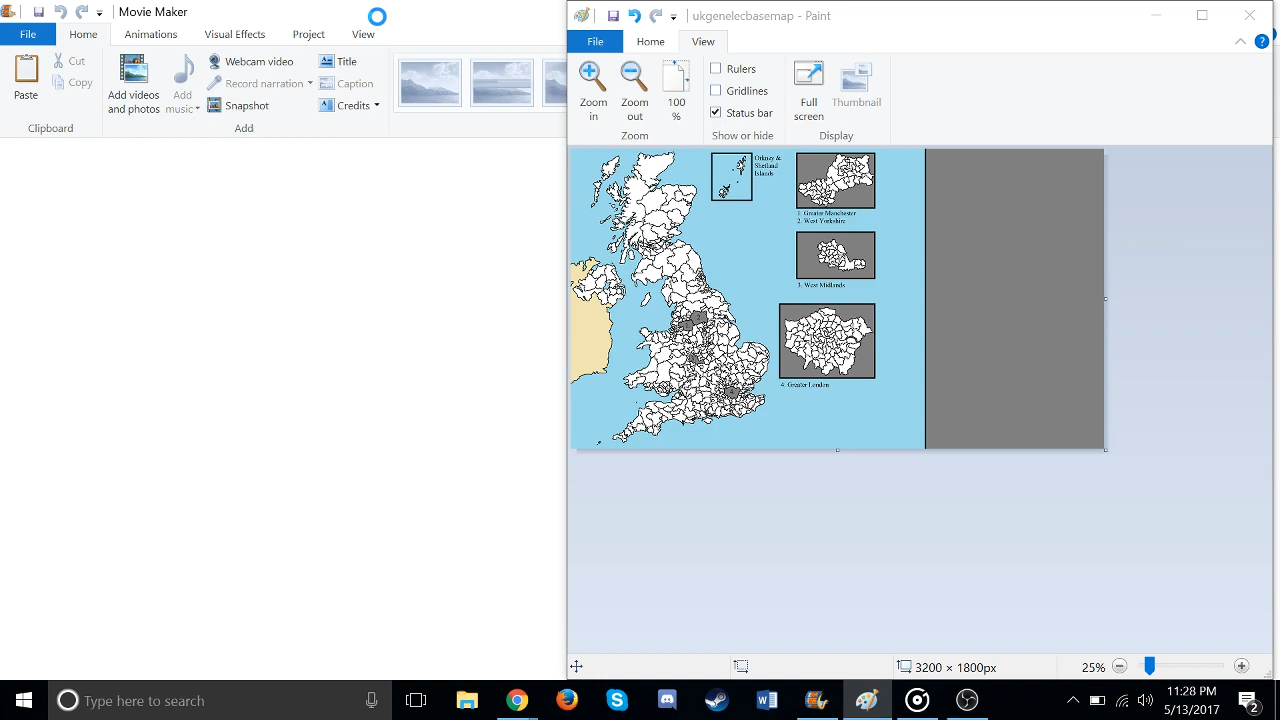 Movie Maker
File
Home
Animations
Visual Effects
Project
View
Paste
Cut
Copy
Clipboard
Add videos
and photos
Add
music
Webcam video
Record narration
Snapshot
Title
Caption
Credits
Add
ukgenelecbasemap - Paint
File
Home
View
Zoom
in
Zoom
out
100
%
Zoom
Rulers
Gridlines
Status bar
Show or hide
Full
screen
Thumbnail
Display
Orkney &
Shetland
Islands
1. Greater Manchester
2. West Yorkshire
3. West Midlands
4. Greater London
3200 × 1800px
25%
Type here to search
11:28 PM
5/13/2017
2